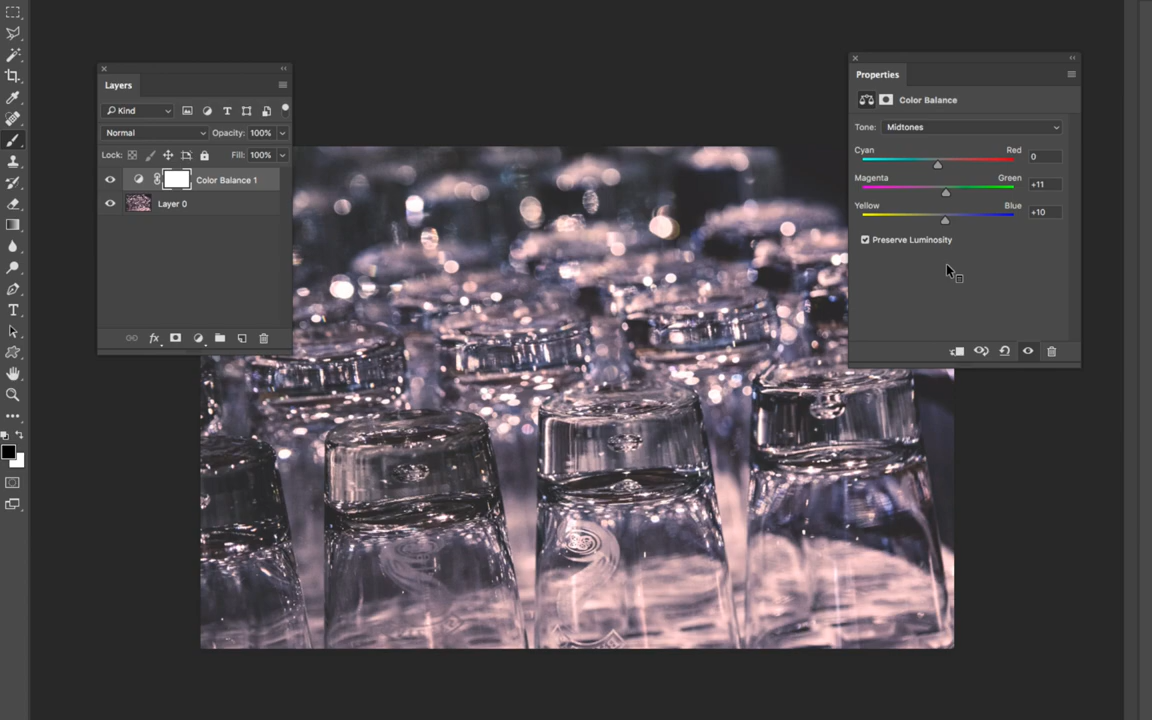 Layers
Kind
Normal Opacity: 100%
Lock: Fill: 100%
Color Balance 1
Layer 0
fx
Properties
Color Balance
Tone: Midtones
Cyan Red 0
Magenta Green +11
Yellow Blue +10
Preserve Luminosity